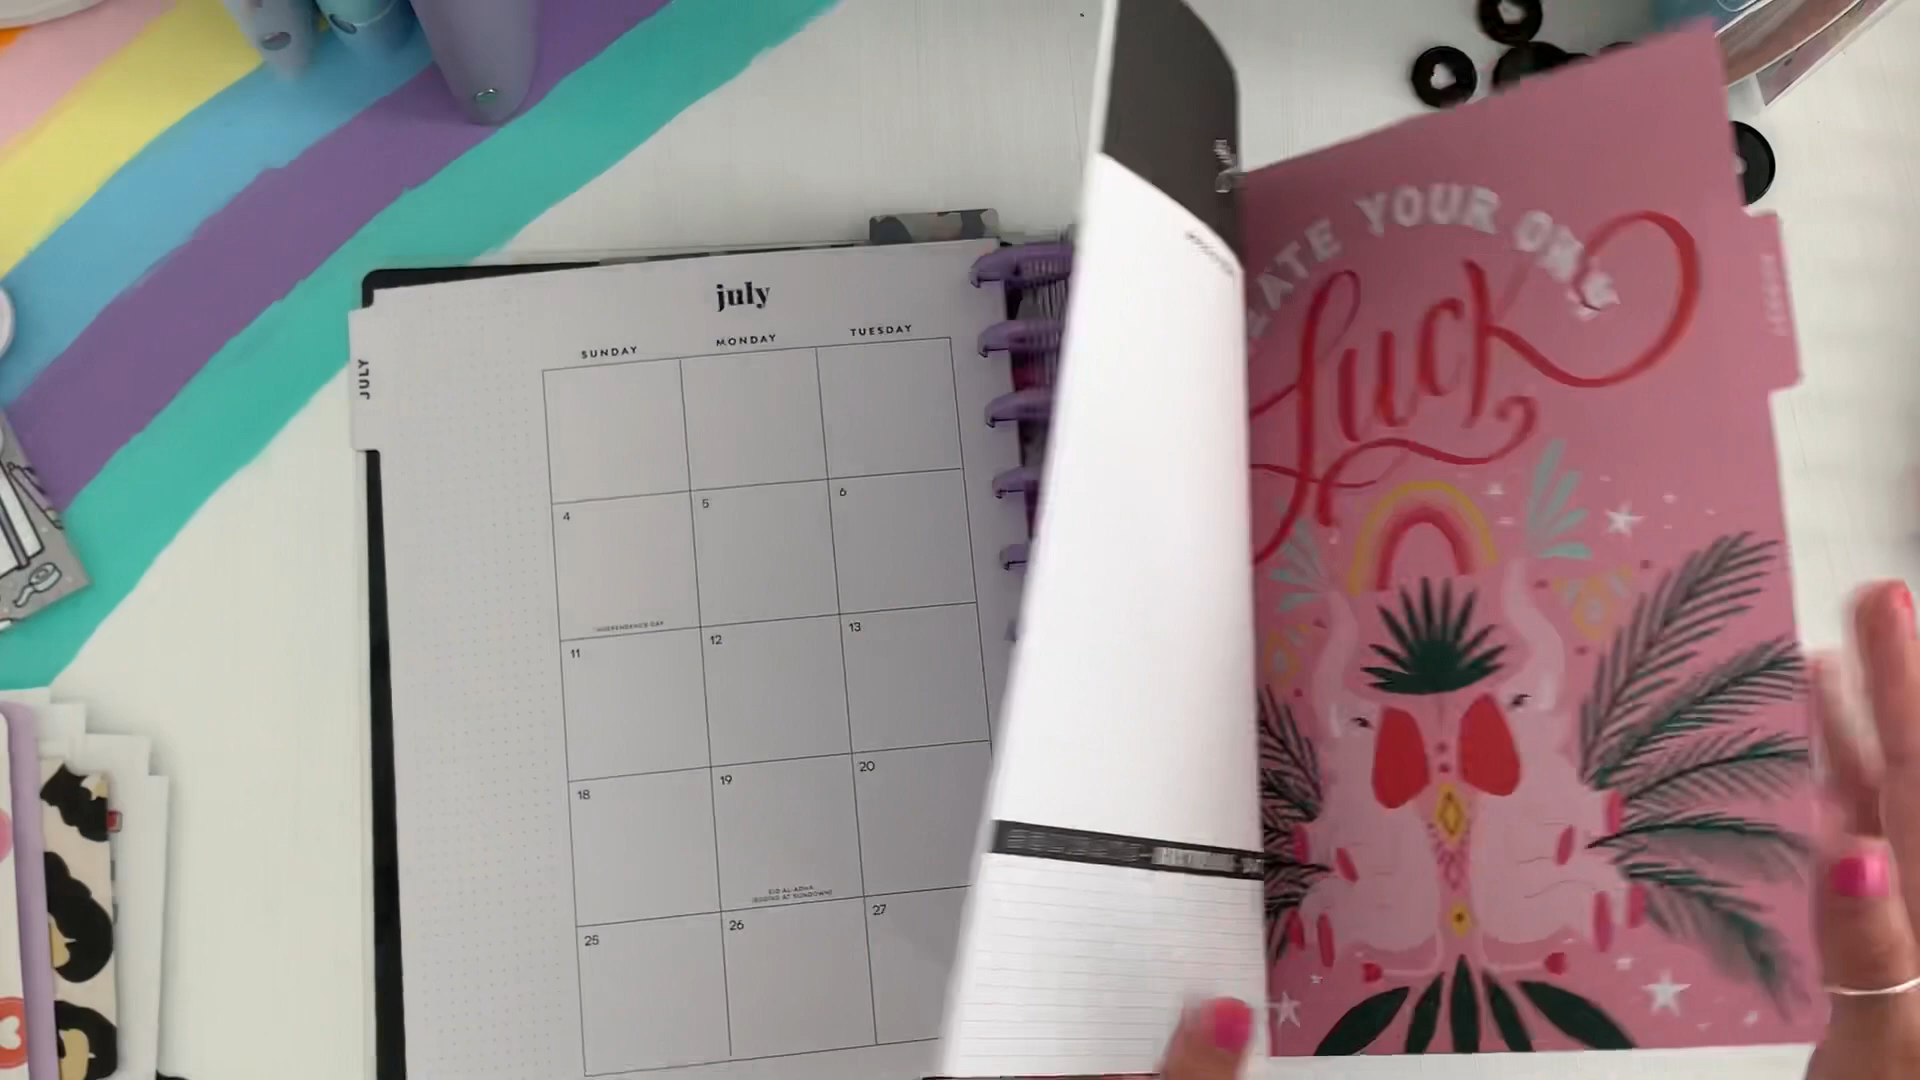 july
SUNDAY MONDAY TUESDAY
JULY
4 5 6
INDEPENDENCE DAY
11 12 13
18 19 20
EID AL-ADHA
(BEGINS AT SUNDOWN)
25 26 27
EATE YOUR OWN
Luck